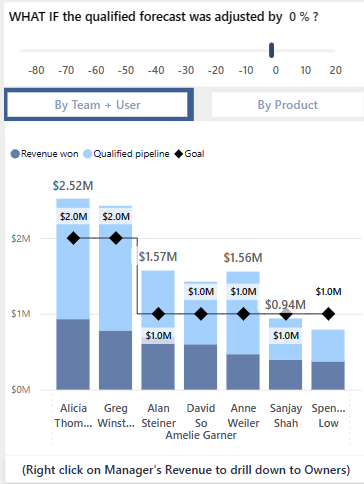 WHAT IF the qualified forecast was adjusted by 0 % ?
-80 -70 -60 -50 -40 -30 -20 -10 0 10 20
By Team + User By Product
Revenue won Qualified pipeline Goal
$2.52M
$2.0M $2.0M
$2M
$1.57M $1.56M
$1.0M $1.0M $0.94M $1.0M
$1M
$1.0M $1.0M
$0M
Alicia Greg Alan David Anne Sanjay Spen...
Thom... Winst... Steiner So Weiler Shah Low
Amelie Garner
(Right click on Manager's Revenue to drill down to Owners)